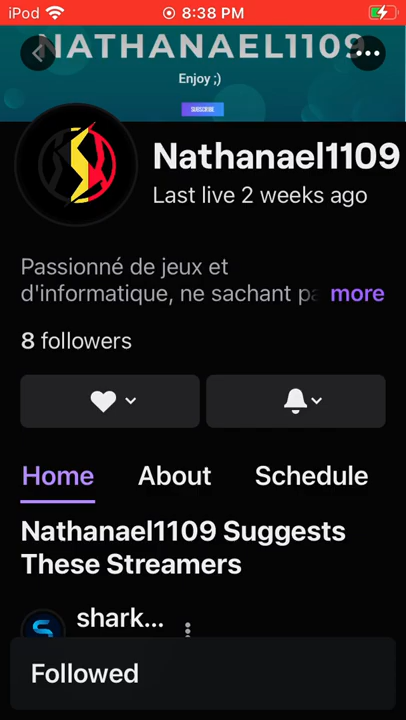 iPod 8:38 PM
NATHANAEL1109
Enjoy ;)
SUBSCRIBE
Nathanael1109
Last live 2 weeks ago
Passionné de jeux et
d'informatique, ne sachant pa more
8 followers
Home About Schedule
Nathanael1109 Suggests
These Streamers
shark...
Followed